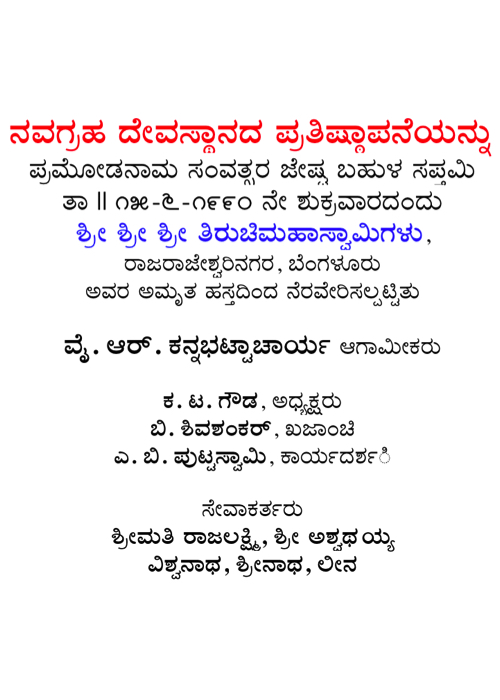 ನವಗ್ರಹ ದೇವಸ್ಥಾನದ ಪ್ರತಿಷ್ಠಾಪನೆಯನ್ನು
ಪ್ರಮೋಡನಾಮ ಸಂವತ್ಸರ ಜೇಷ್ಠ ಬಹುಳ ಸಪ್ತಮಿ
ತಾ || ೧೫-೬-೧೯೯೦ ನೇ ಶುಕ್ರವಾರದಂದು
ಶ್ರೀ ಶ್ರೀ ಶ್ರೀ ತಿರುಚಿಮಹಾಸ್ವಾಮಿಗಳು,
ರಾಜರಾಜೇಶ್ವರಿನಗರ, ಬೆಂಗಳೂರು
ಅವರ ಅಮೃತ ಹಸ್ತದಿಂದ ನೆರವೇರಿಸಲ್ಪಟ್ಟಿತು
ವೈ. ಆರ್. ಕನ್ನಭಟ್ಟಾಚಾರ್ಯ ಆಗಾಮೀಕರು
ಕ. ಟ. ಗೌಡ, ಅಧ್ಯಕ್ಷರು
ಬಿ. ಶಿವಶಂಕರ್, ಖಜಾಂಚಿ
ಎ. ಬಿ. ಪುಟ್ಟಸ್ವಾಮಿ, ಕಾರ್ಯದರ್ಶಿ
ಸೇವಾಕರ್ತರು
ಶ್ರೀಮತಿ ರಾಜಲಕ್ಷ್ಮಿ, ಶ್ರೀ ಅಶ್ವಥಯ್ಯ
ವಿಶ್ವನಾಥ, ಶ್ರೀನಾಥ, ಲೀನ